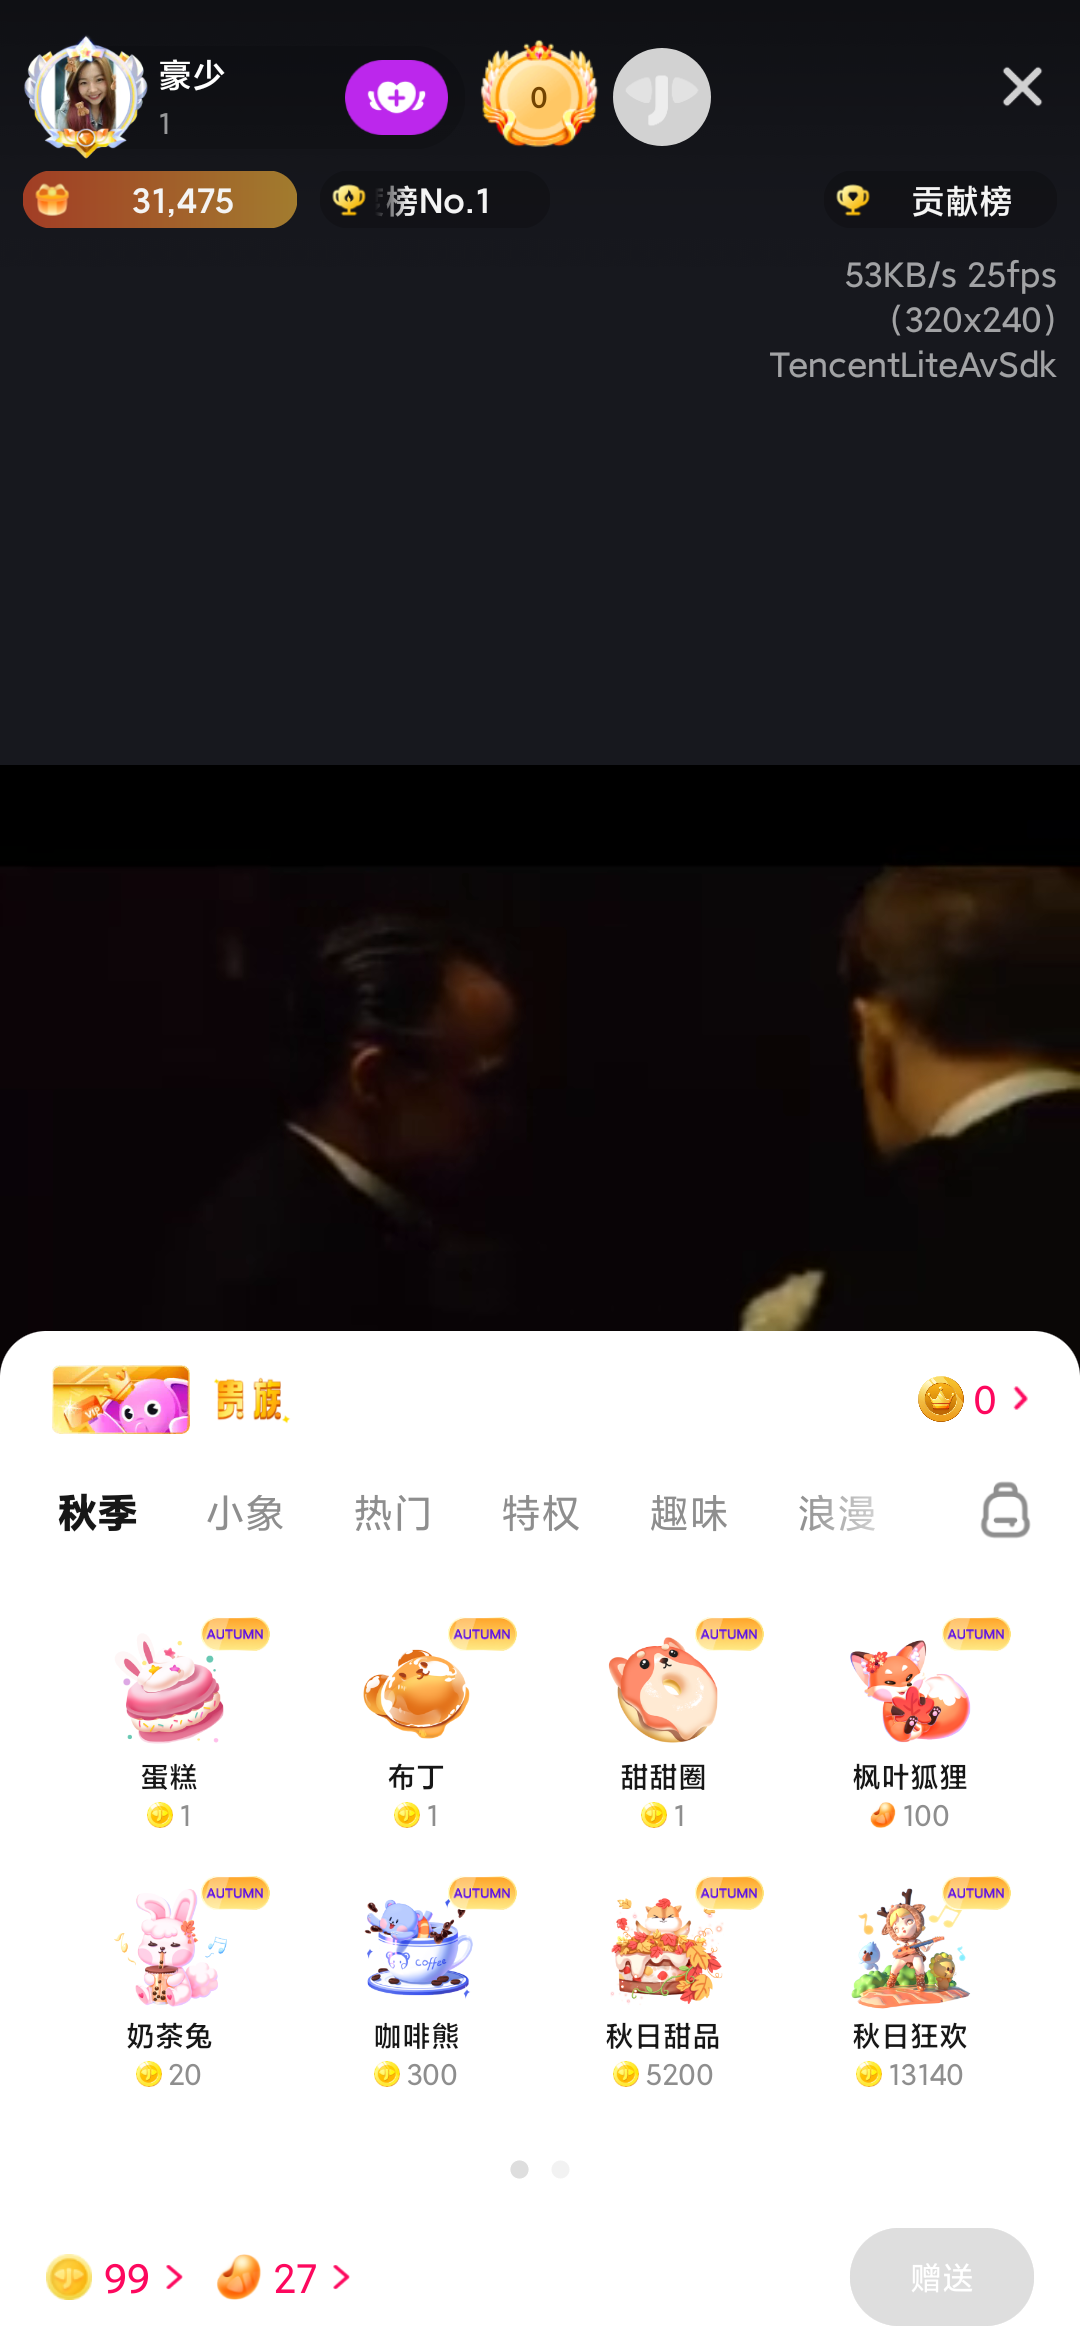 豪少
1
0
31,475
榜No.1
贡献榜
53KB/s 25fps
(320x240)
TencentLiteAvSdk
VIP
贵族
0
秋季 小象 热门 特权 趣味 浪漫
AUTUMN AUTUMN AUTUMN AUTUMN
蛋糕 布丁 甜甜圈 枫叶狐狸
1 1 1 100
AUTUMN AUTUMN AUTUMN AUTUMN
coffee
奶茶兔 咖啡熊 秋日甜品 秋日狂欢
20 300 5200 13140
99 27 赠送